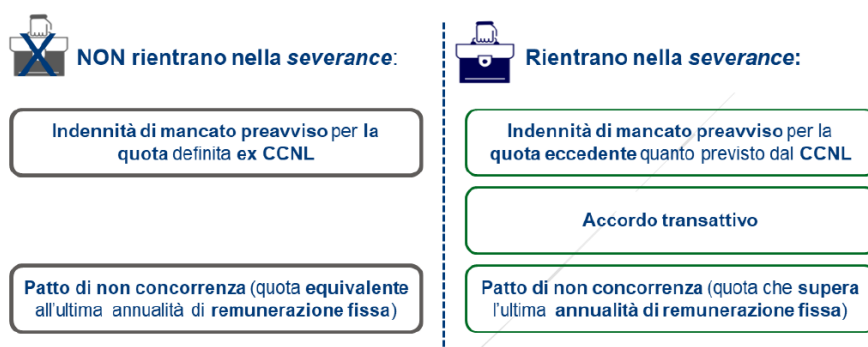 NON rientrano nella severance:
Indennità di mancato preavviso per la
quota definita ex CCNL
Patto di non concorrenza (quota equivalente
all'ultima annualità di remunerazione fissa)
Rientrano nella severance:
Indennità di mancato preavviso per la
quota eccedente quanto previsto dal CCNL
Accordo transattivo
Patto di non concorrenza (quota che supera
l'ultima annualità di remunerazione fissa)